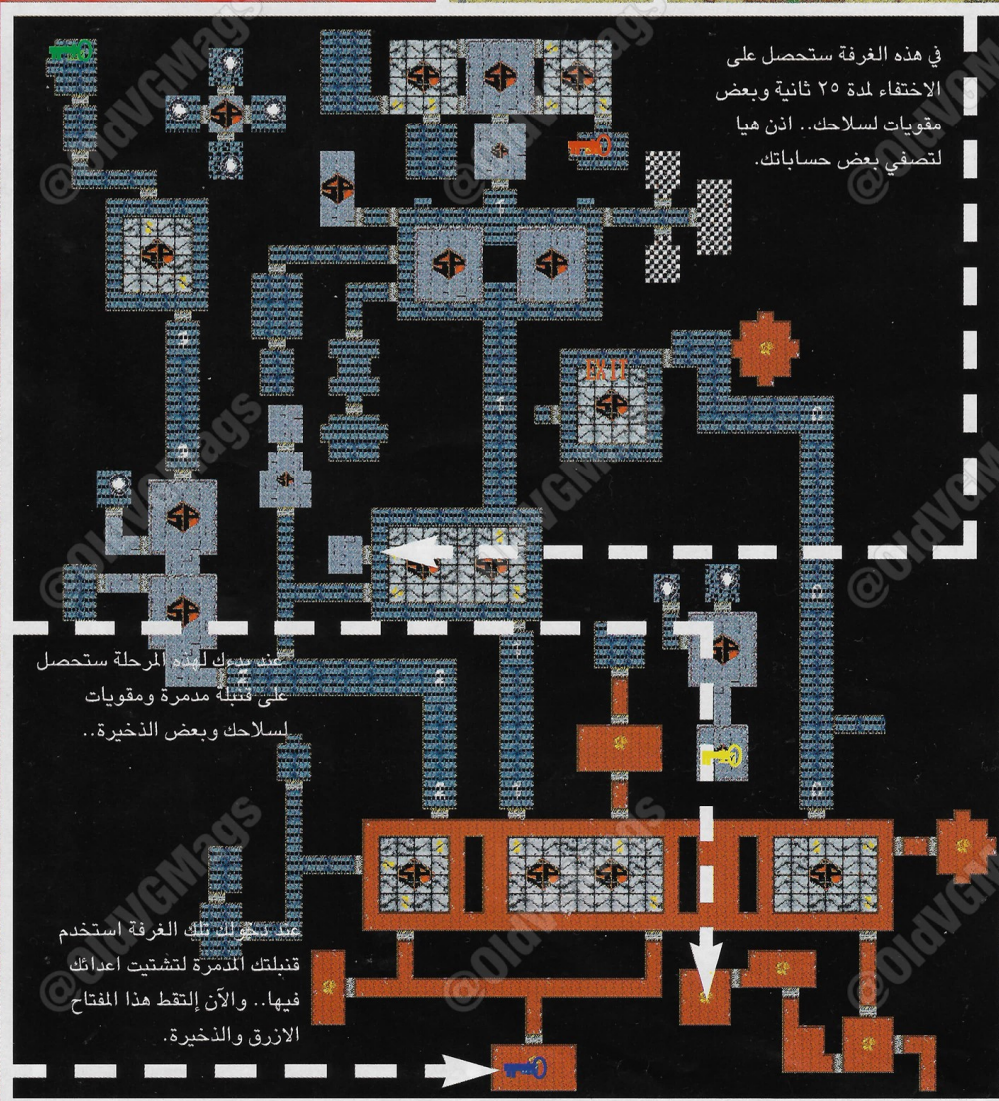 في هذه الغرفة ستحصل على
الاختفاء لمدة ٢٥ ثانية وبعض
مقويات لسلاحك.. اذن هيا
لتصفي بعض حساباتك.
EXIT
عند بدءك لهذه المرحلة ستحصل
على قنبلة مدمرة ومقويات
لسلاحك وبعض الذخيرة..
عند دخولك تلك الغرفة استخدم
قنبلتك المدمرة لتشتيت اعدائك
فيها.. والآن إلتقط هذا المفتاح
الازرق والذخيرة.
@OldVGMags